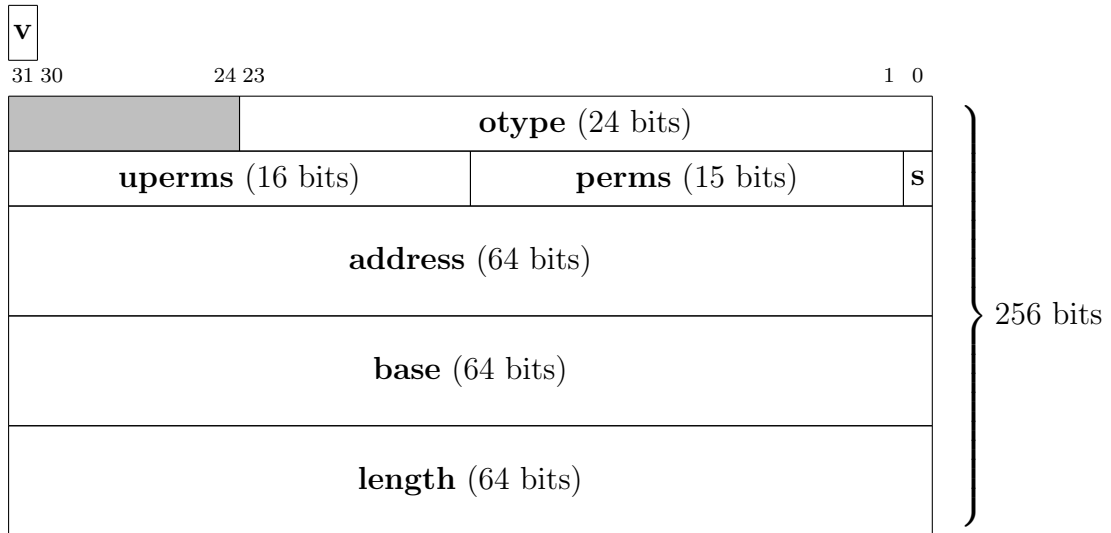 v
31 30 24 23 1 0
otype (24 bits)
uperms (16 bits) perms (15 bits) s
address (64 bits)
256 bits
base (64 bits)
length (64 bits)